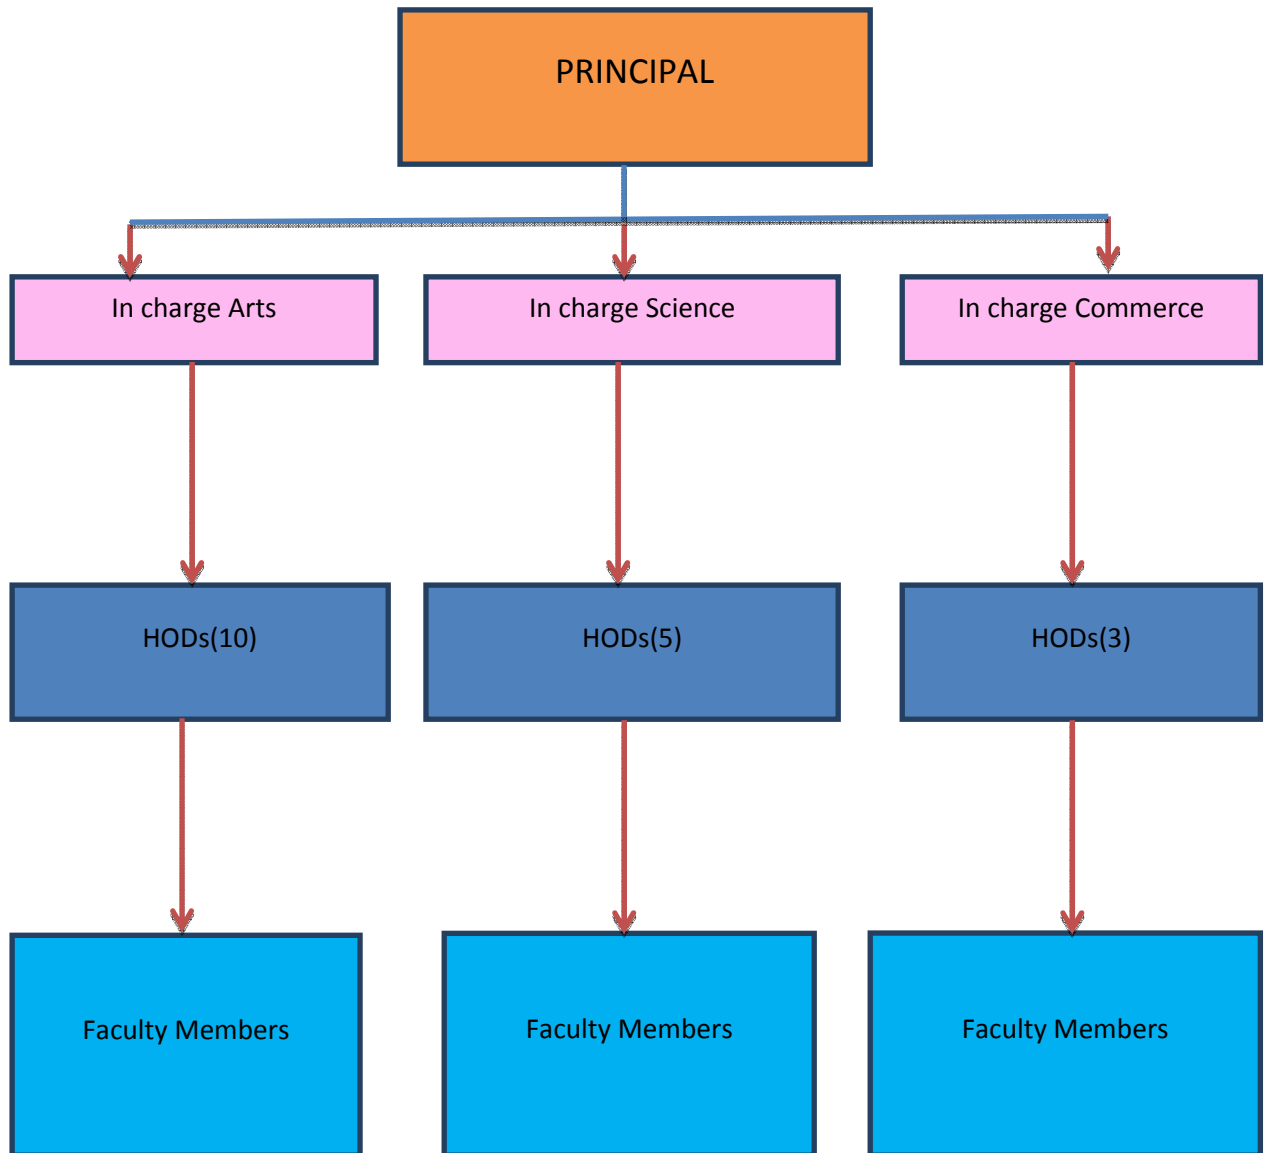 PRINCIPAL
In charge Arts
In charge Science
In charge Commerce
HODs(10)
HODs(5)
HODs(3)
Faculty Members
Faculty Members
Faculty Members